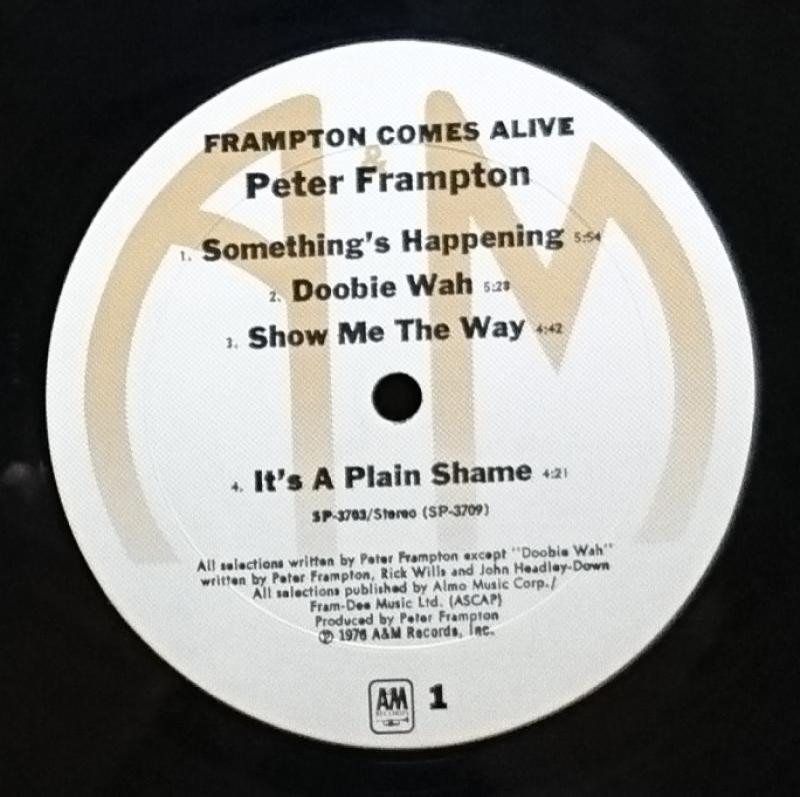 FRAMPTON COMES ALIVE
&
Peter Frampton
1. Something's Happening 5:54
2. Doobie Wah 5:28
3. Show Me The Way 4:42
4. It's A Plain Shame 4:21
SP-3703/Stereo (SP-3709)
All selections written by Peter Frampton except "Doobie Wah"
written by Peter Frampton, Rick Wills and John Headley-Down
All selections published by Almo Music Corp./
Fram-Dee Music Ltd. (ASCAP)
Produced by Peter Frampton
℗ 1976 A&M Records, Inc.
AM 1
RECORDS